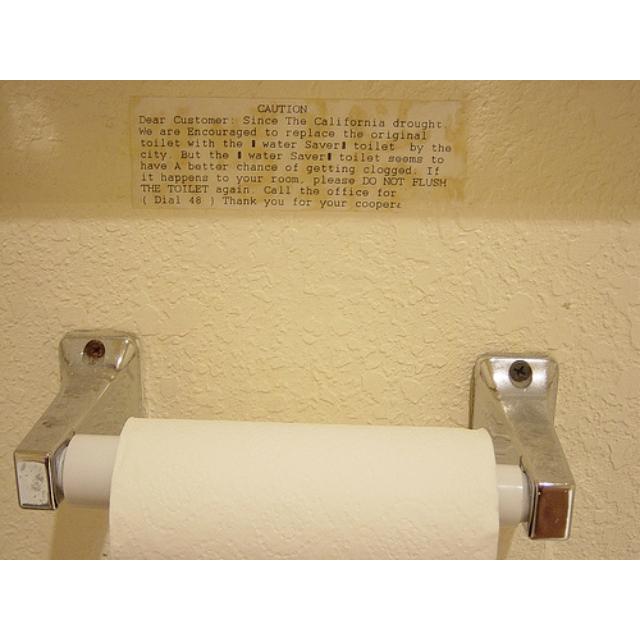 CAUTION
Dear Customer: Since The California drought
We are Encouraged to replace the original
toilet with the ▮ water Saver▮ toilet by the
city. But the ▮ water Saver▮ toilet seems to
have A better chance of getting clogged. If
it happens to your room, please DO NOT FLUSH
THE TOILET again. Call the office for
( Dial 48 ) Thank you for your coopera